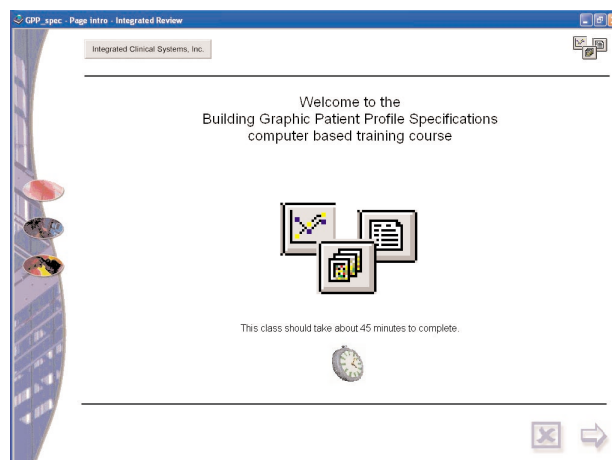 GPP_spec - Page intro - Integrated Review
Integrated Clinical Systems, Inc.
Welcome to the
Building Graphic Patient Profile Specifications
computer based training course
This class should take about 45 minutes to complete.